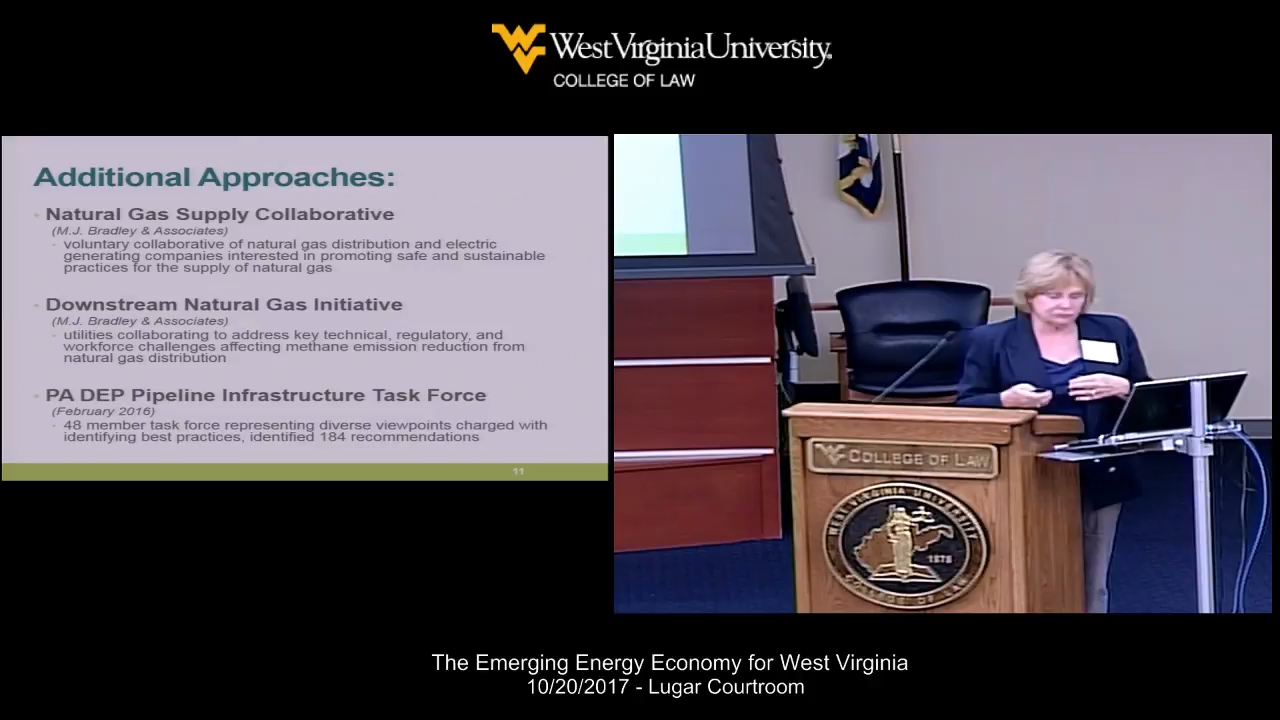 WestVirginiaUniversity.
COLLEGE OF LAW
Additional Approaches:
Natural Gas Supply Collaborative
(M.J. Bradley & Associates)
voluntary collaborative of natural gas distribution and electric
generating companies interested in promoting safe and sustainable
practices for the supply of natural gas
Downstream Natural Gas Initiative
(M.J. Bradley & Associates)
utilities collaborating to address key technical, regulatory, and
workforce challenges affecting methane emission reduction from
natural gas distribution
PA DEP Pipeline Infrastructure Task Force
(February 2016)
48 member task force representing diverse viewpoints charged with
identifying best practices, identified 184 recommendations
11
COLLEGE OF LAW
WEST VIRGINIA UNIVERSITY
1878
COLLEGE OF LAW
The Emerging Energy Economy for West Virginia
10/20/2017 - Lugar Courtroom